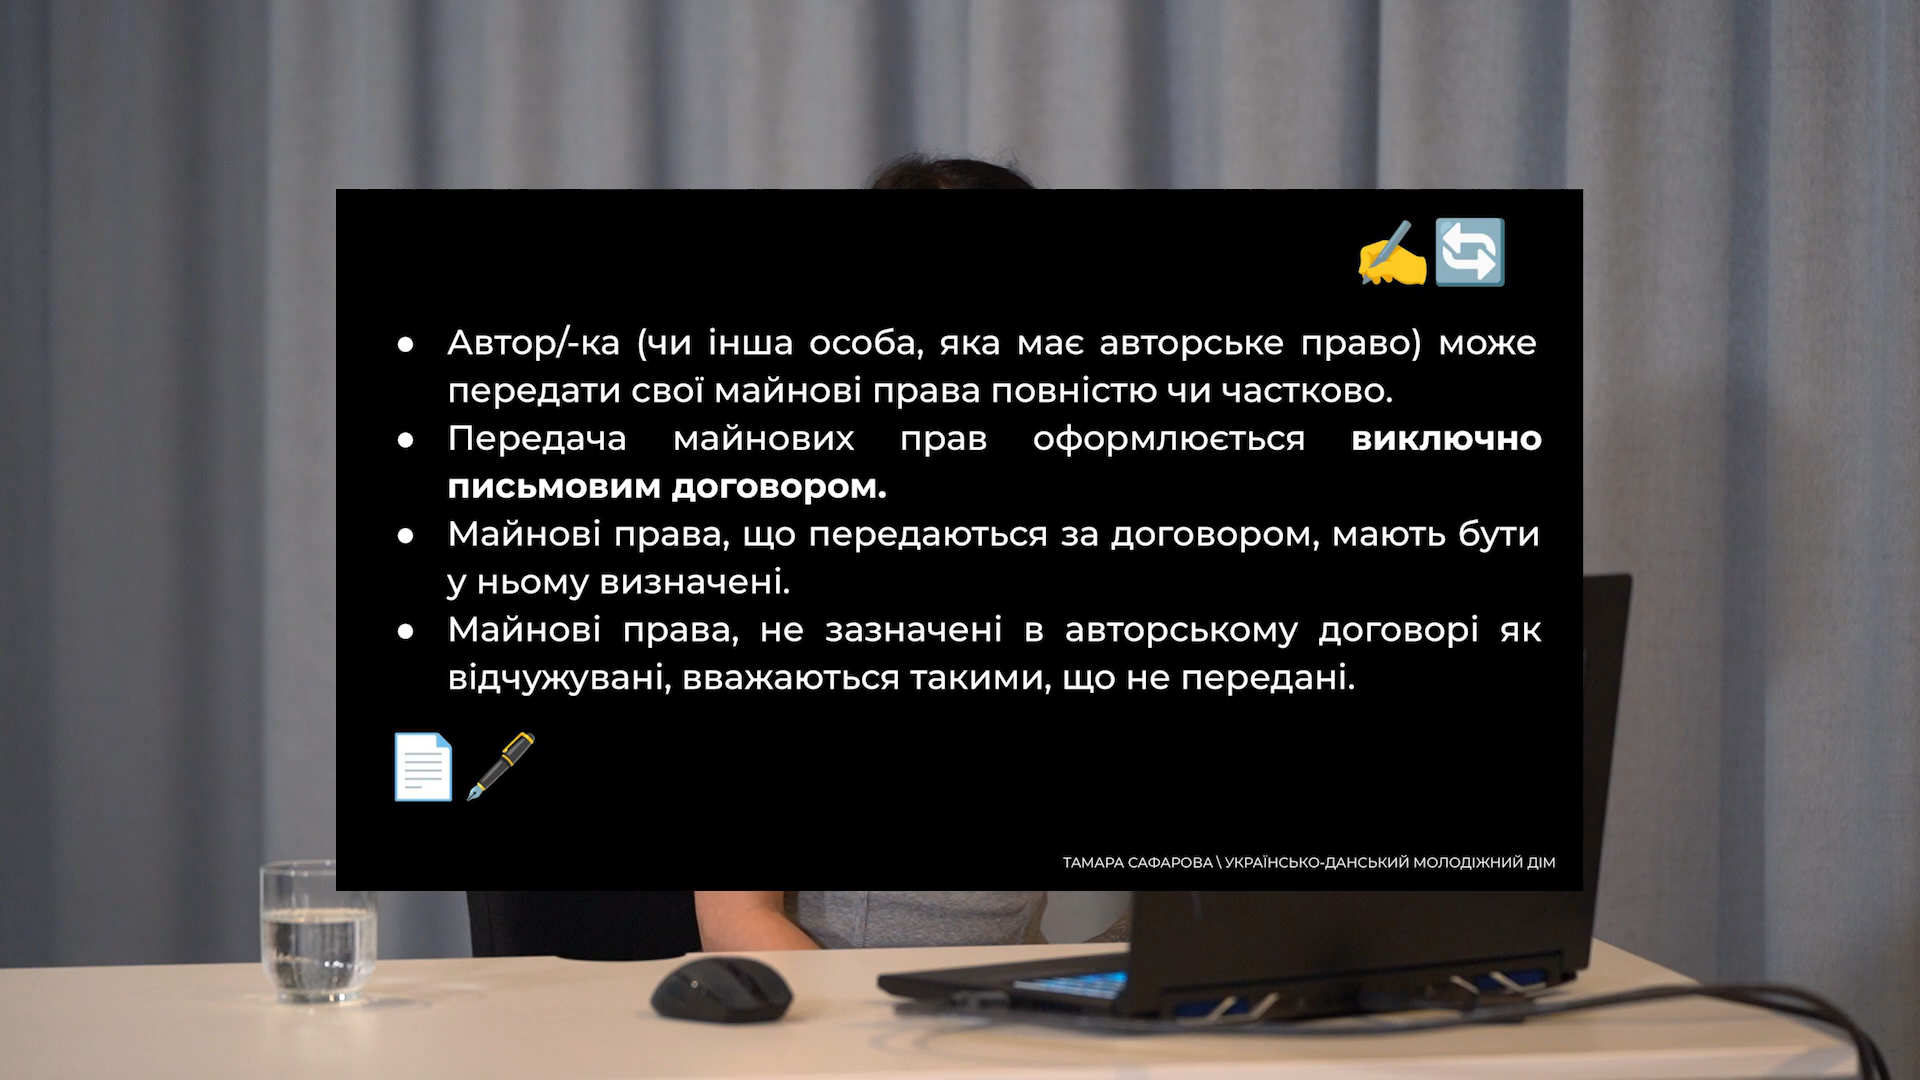 ● Автор/-ка (чи інша особа, яка має авторське право) може
передати свої майнові права повністю чи частково.
● Передача майнових прав оформлюється виключно
письмовим договором.
● Майнові права, що передаються за договором, мають бути
у ньому визначені.
● Майнові права, не зазначені в авторському договорі як
відчужувані, вважаються такими, що не передані.
ТАМАРА САФАРОВА \ УКРАЇНСЬКО-ДАНСЬКИЙ МОЛОДІЖНИЙ ДІМ